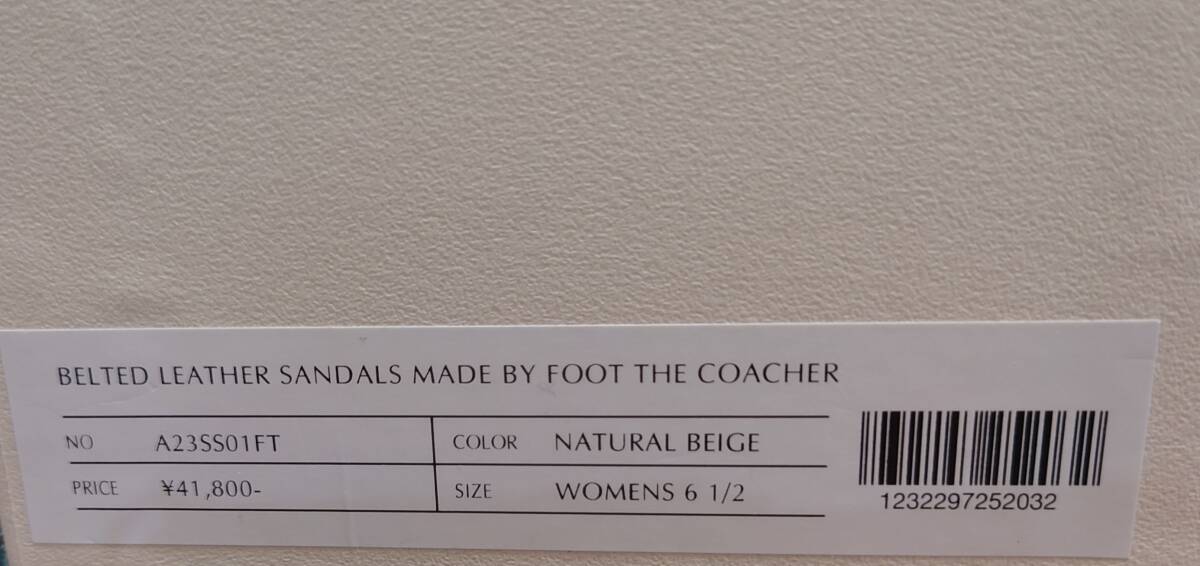 BELTED LEATHER SANDALS MADE BY FOOT THE COACHER
NO A23SS01FT COLOR NATURAL BEIGE
PRICE ¥41,800- SIZE WOMENS 6 1/2
1232297252032